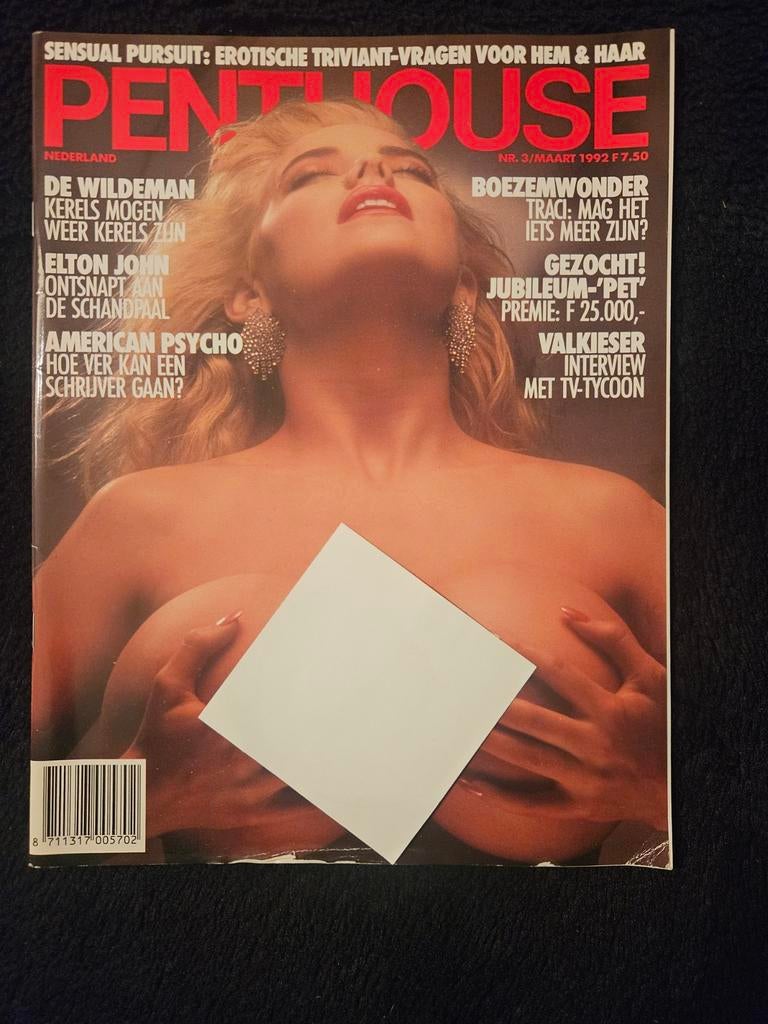 SENSUAL PURSUIT: EROTISCHE TRIVIANT-VRAGEN VOOR HEM & HAAR
PENTHOUSE
NEDERLAND
NR. 3/MAART 1992 F 7.50
DE WILDEMAN
KERELS MOGEN
WEER KERELS ZIJN
ELTON JOHN
ONTSNAPT AAN
DE SCHANDPAAL
AMERICAN PSYCHO
HOE VER KAN EEN
SCHRIJVER GAAN?
BOEZEMWONDER
TRACI: MAG HET
IETS MEER ZIJN?
GEZOCHT!
JUBILEUM-'PET'
PREMIE: F 25.000,-
VALKIESER
INTERVIEW
MET TV-TYCOON
8 711317 005702